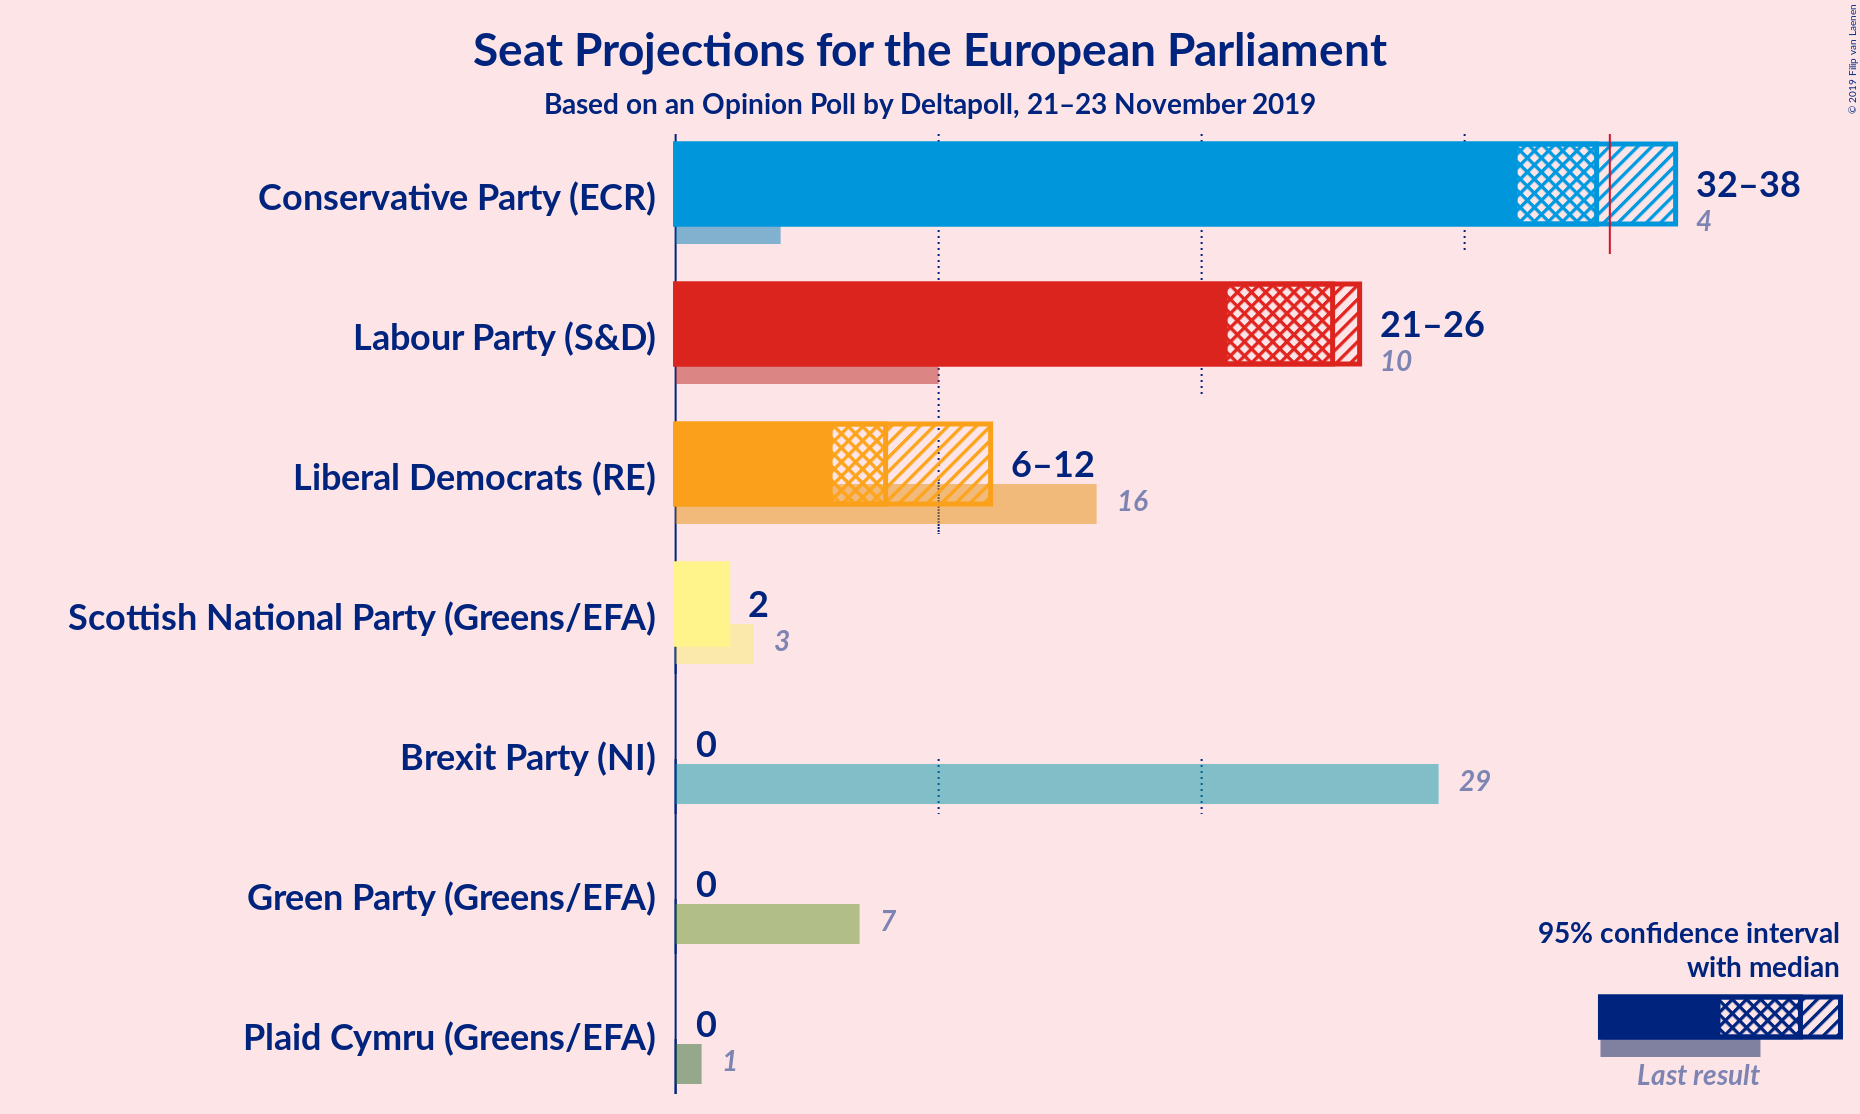 Seat Projections for the European Parliament
Based on an Opinion Poll by Deltapoll, 21–23 November 2019
© 2019 Filip van Laenen
Conservative Party (ECR)
32–38
4
Labour Party (S&D)
21–26
10
Liberal Democrats (RE)
6–12
16
Scottish National Party (Greens/EFA)
2
3
Brexit Party (NI)
0
29
Green Party (Greens/EFA)
0
7
Plaid Cymru (Greens/EFA)
0
1
95% confidence interval
with median
Last result